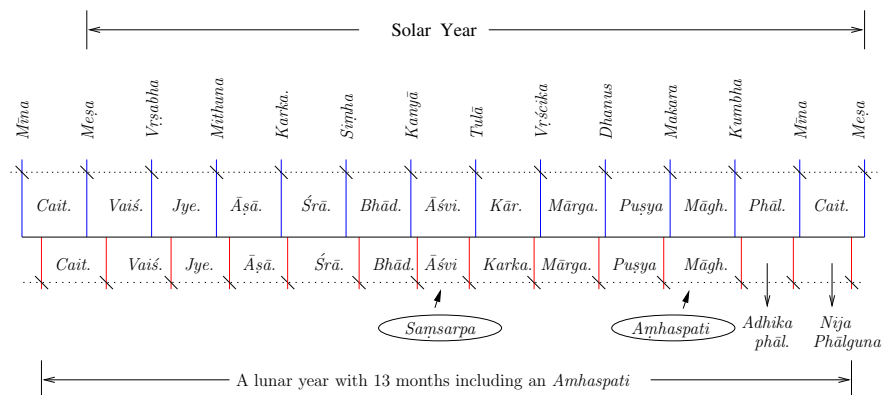 Solar Year
Mīna Meṣa Vṛṣabha Mithuna Karka. Siṃha Kanyā Tulā Vṛścika Dhanus Makara Kumbha Mīna Meṣa
Cait. Vaiś. Jye. Āṣā. Śrā. Bhād. Āśvi. Kār. Mārga. Puṣya Māgh. Phāl. Cait.
Cait. Vaiś. Jye. Āṣā. Śrā. Bhād. Āśvi Karka. Mārga. Puṣya Māgh.
Saṃsarpa Aṃhaspati Adhika Nija
phāl. Phālguna
A lunar year with 13 months including an Amhaspati